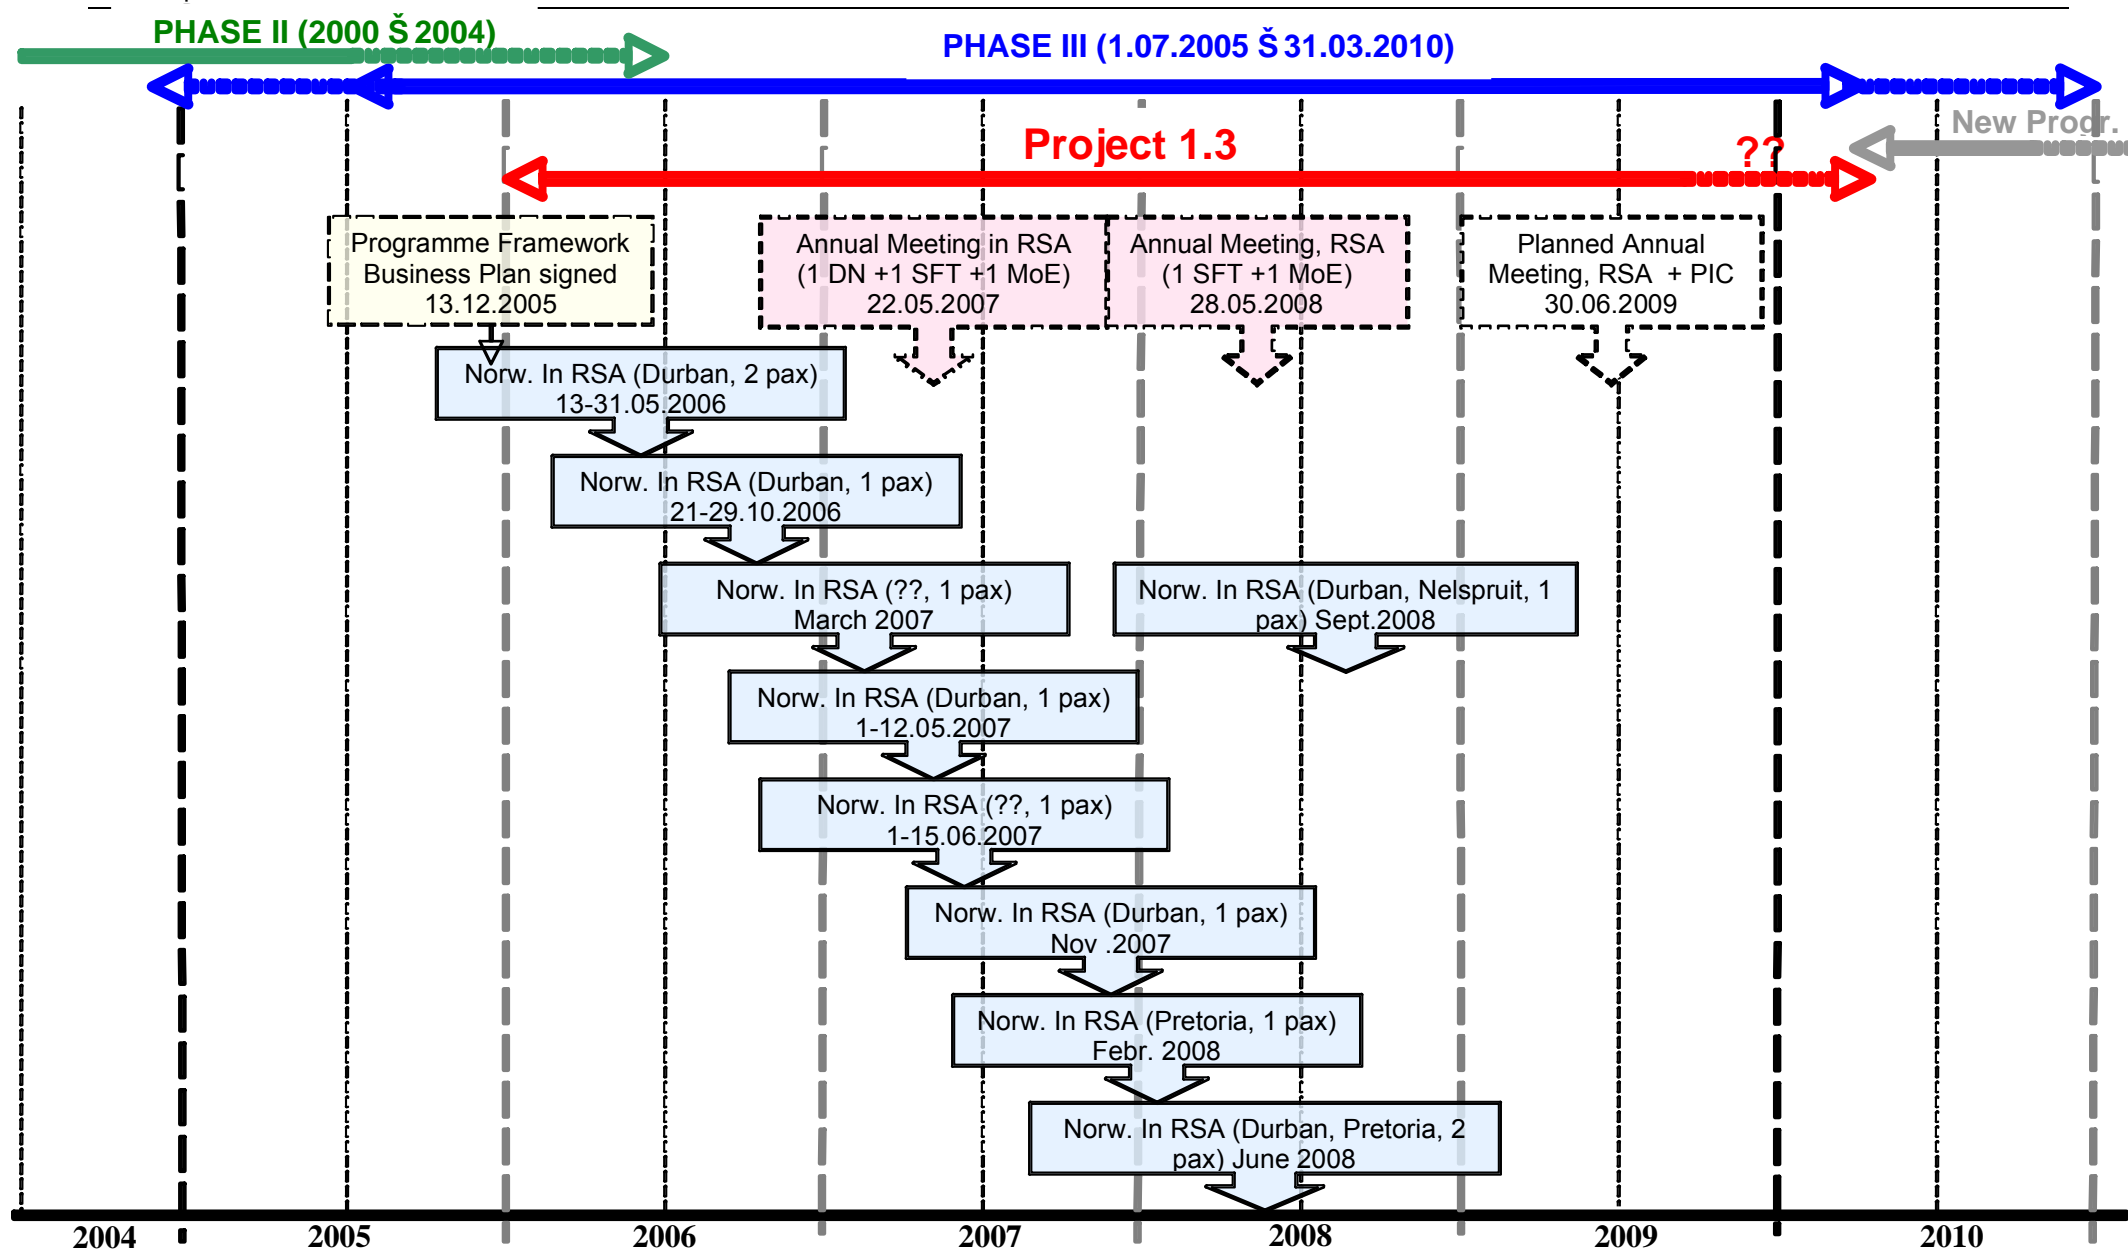 PHASE II (2000 Š 2004)
PHASE III (1.07.2005 Š 31.03.2010)
New Progr.
Project 1.3
??
Programme Framework
Business Plan signed
13.12.2005
Annual Meeting in RSA
(1 DN +1 SFT +1 MoE)
22.05.2007
Annual Meeting, RSA
(1 SFT +1 MoE)
28.05.2008
Planned Annual
Meeting, RSA + PIC
30.06.2009
Norw. In RSA (Durban, 2 pax)
13-31.05.2006
Norw. In RSA (Durban, 1 pax)
21-29.10.2006
Norw. In RSA (??, 1 pax)
March 2007
Norw. In RSA (Durban, Nelspruit, 1
pax) Sept.2008
Norw. In RSA (Durban, 1 pax)
1-12.05.2007
Norw. In RSA (??, 1 pax)
1-15.06.2007
Norw. In RSA (Durban, 1 pax)
Nov .2007
Norw. In RSA (Pretoria, 1 pax)
Febr. 2008
Norw. In RSA (Durban, Pretoria, 2
pax) June 2008
2004 2005 2006 2007 2008 2009 2010